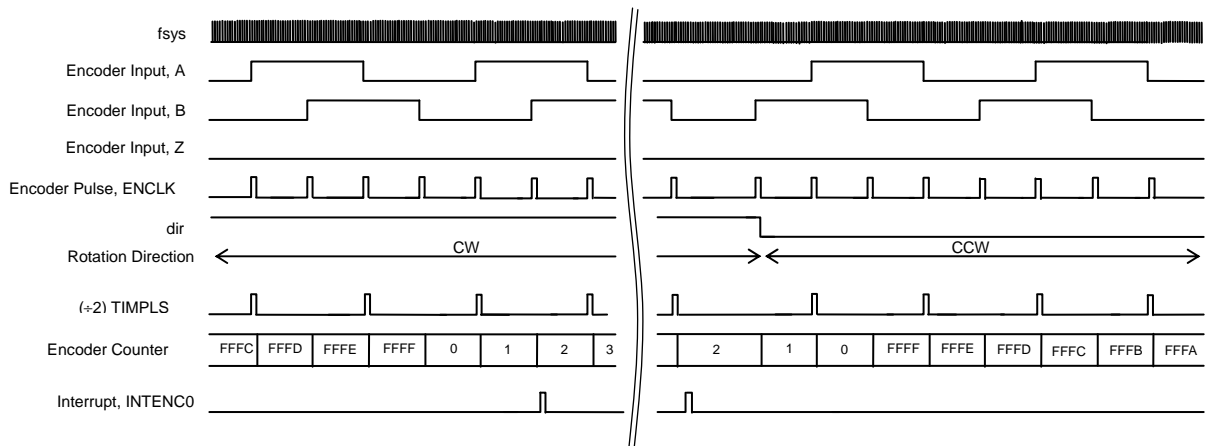 fsys
Encoder Input, A
Encoder Input, B
Encoder Input, Z
Encoder Pulse, ENCLK
dir
Rotation Direction
CW
CCW
(÷2) TIMPLS
Encoder Counter
FFFC FFFD FFFE FFFF 0 1 2 3 2 1 0 FFFF FFFE FFFD FFFC FFFB FFFA
Interrupt, INTENC0